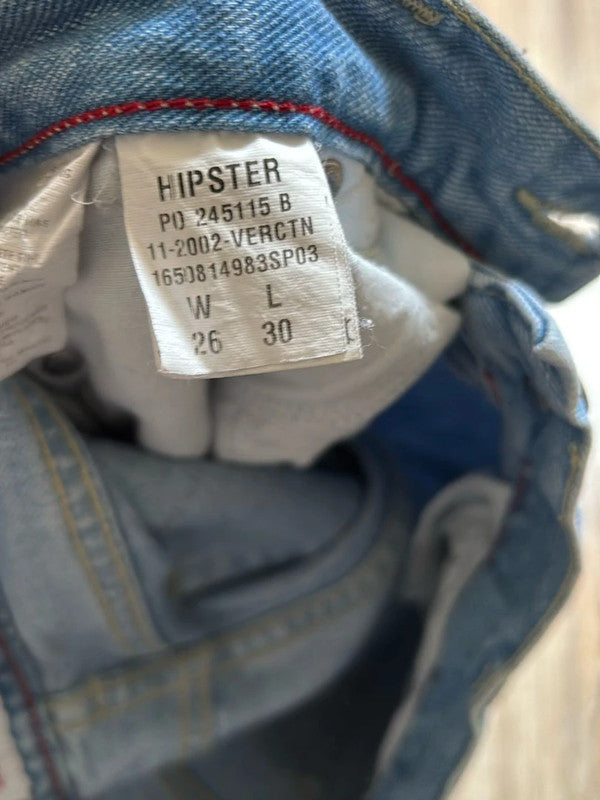 HIPSTER
PO 245115 B
11-2002-VERCTN
1650814983SP03
W L
26 30